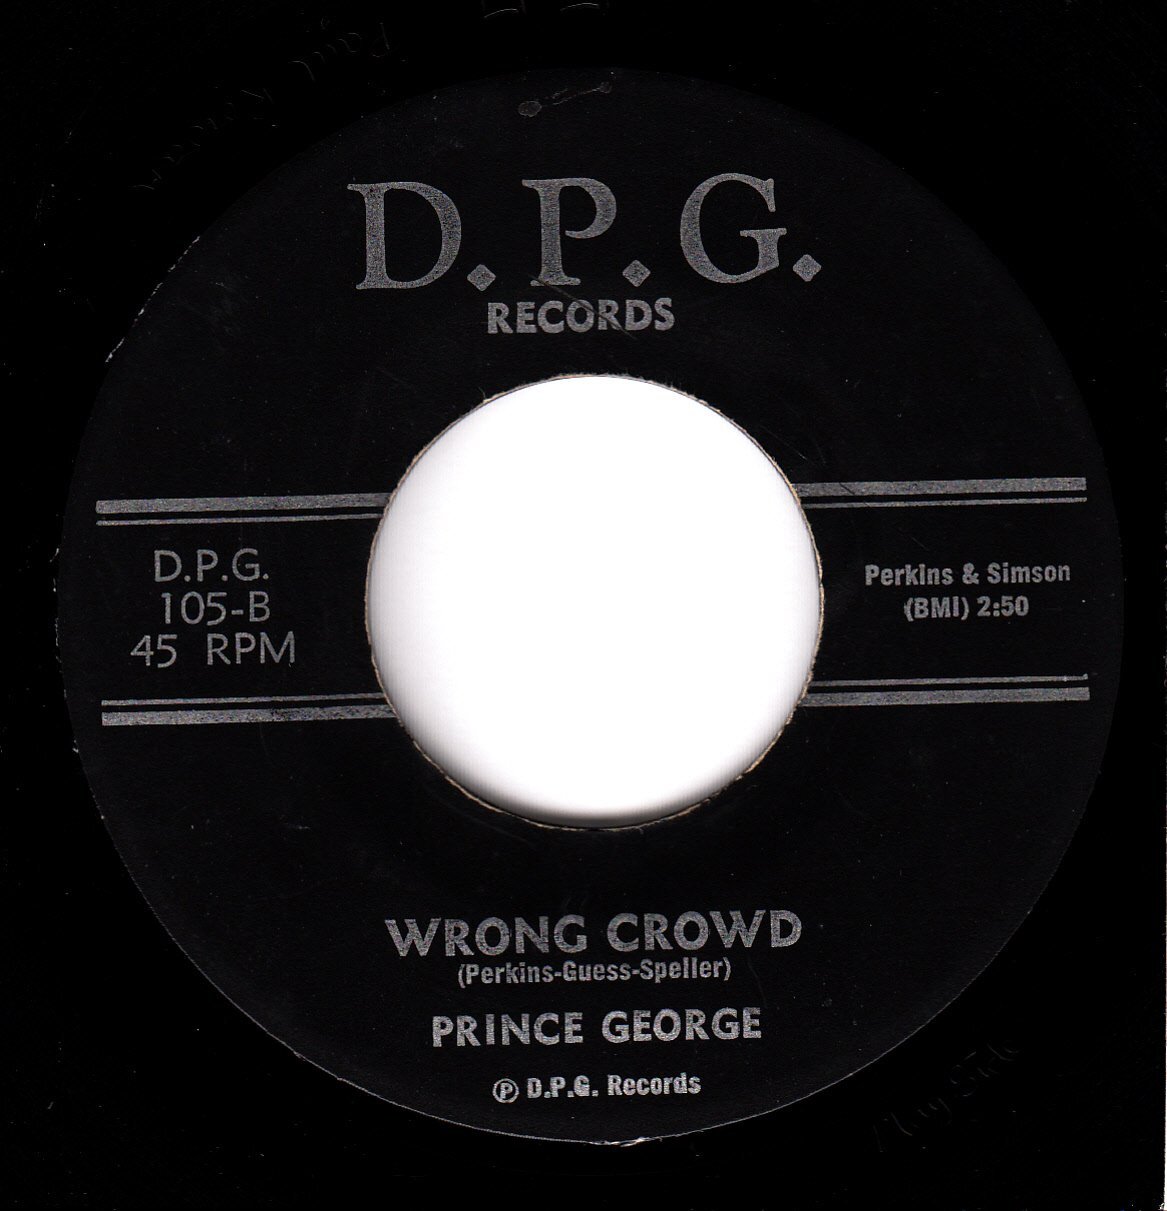 D.P.G.
RECORDS
D.P.G.
105-B
45 RPM
Perkins & Simson
(BMI) 2:50
WRONG CROWD
(Perkins-Guess-Speller)
PRINCE GEORGE
Ⓟ D.P.G. Records